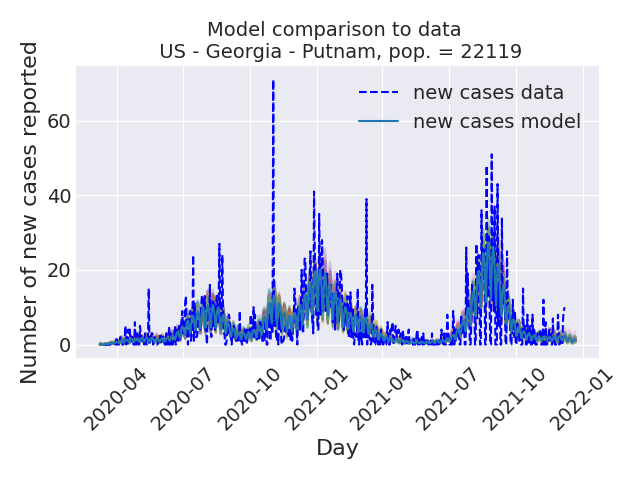 Model comparison to data
US - Georgia - Putnam, pop. = 22119
new cases data
new cases model
Number of new cases reported
60
40
20
0
2020-04
2020-07
2020-10
2021-01
2021-04
2021-07
2021-10
2022-01
Day